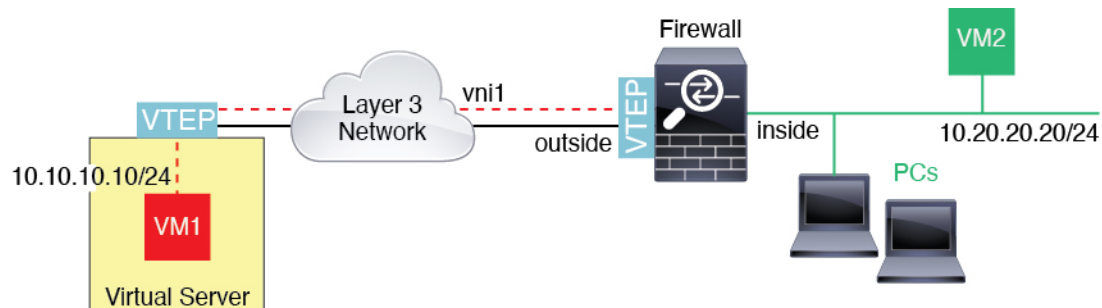 Firewall
VM2
Layer 3
Network
vni1
VTEP
VTEP
outside
inside
10.20.20.20/24
10.10.10.10/24
PCs
VM1
Virtual Server